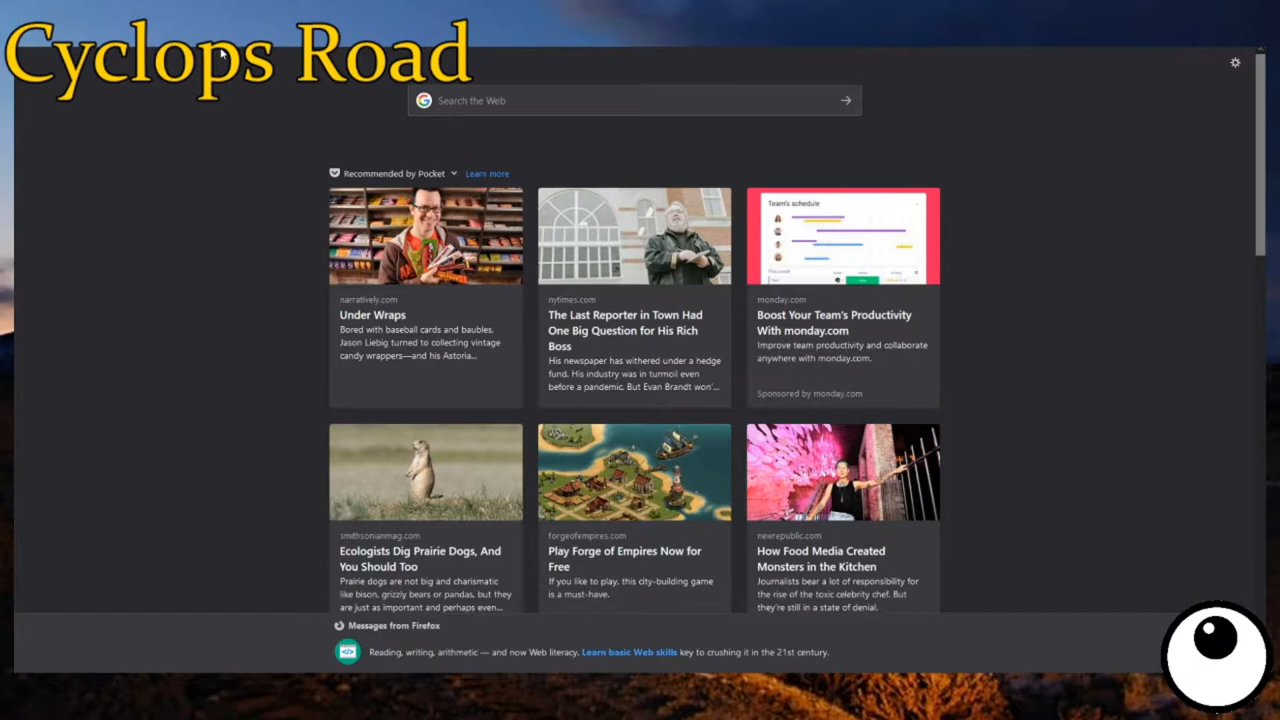 Cyclops Road
Search the Web
Recommended by Pocket Learn more
narratively.com
Under Wraps
Bored with baseball cards and baubles,
Jason Liebig turned to collecting vintage
candy wrappers—and his Astoria...
nytimes.com
The Last Reporter in Town Had
One Big Question for His Rich
Boss
His newspaper has withered under a hedge
fund. His industry was in turmoil even
before a pandemic. But Evan Brandt won'...
Team's schedule
monday.com
Boost Your Team's Productivity
With monday.com
Improve team productivity and collaborate
anywhere with monday.com.
Sponsored by monday.com
smithsonianmag.com
Ecologists Dig Prairie Dogs, And
You Should Too
Prairie dogs are not big and charismatic
like bison, grizzly bears or pandas, but they
are just as important and perhaps even...
forgeofempires.com
Play Forge of Empires Now for
Free
If you like to play, this city-building game
is a must-have.
newrepublic.com
How Food Media Created
Monsters in the Kitchen
Journalists bear a lot of responsibility for
the rise of the toxic celebrity chef. But
they're still in a state of denial.
Messages from Firefox
Reading, writing, arithmetic — and now Web literacy. Learn basic Web skills key to crushing it in the 21st century.